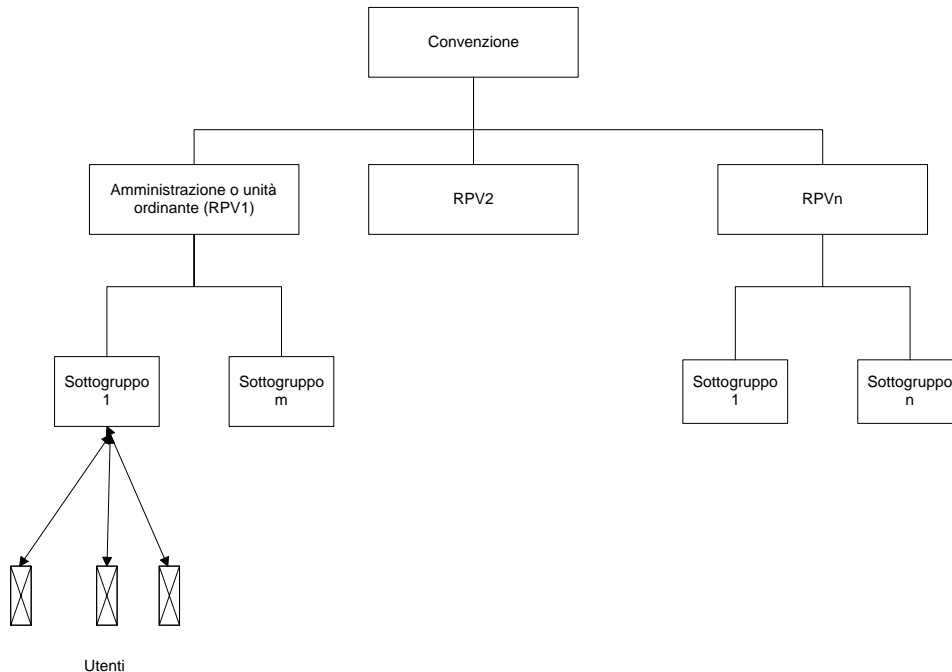 Convenzione
Amministrazione o unità
ordinante (RPV1)
RPV2
RPVn
Sottogruppo
1
Sottogruppo
m
Sottogruppo
1
Sottogruppo
n
Utenti